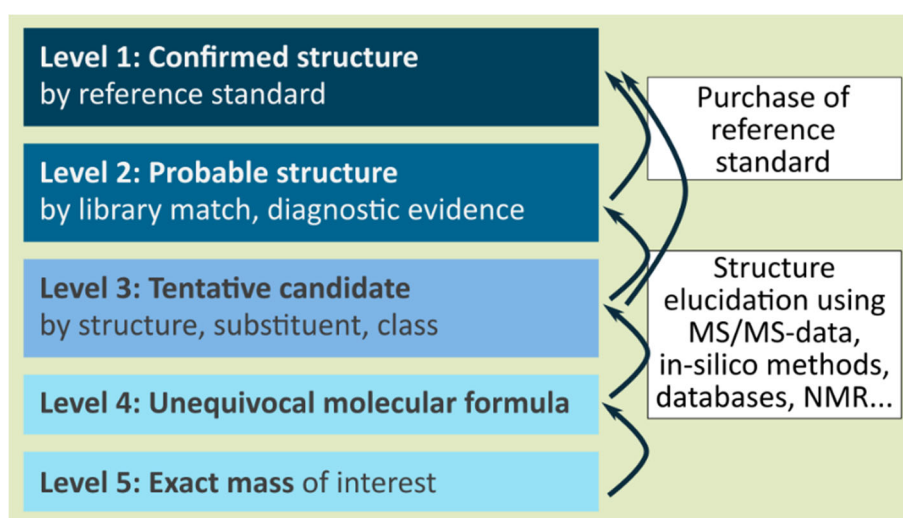 Level 1: Confirmed structure
by reference standard
Purchase of
reference
standard
Level 2: Probable structure
by library match, diagnostic evidence
Level 3: Tentative candidate
by structure, substituent, class
Structure
elucidation using
MS/MS-data,
in-silico methods,
databases, NMR...
Level 4: Unequivocal molecular formula
Level 5: Exact mass of interest